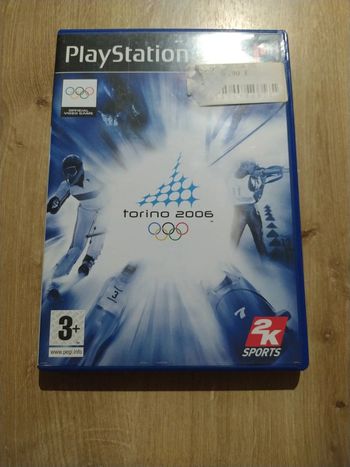 PlayStation
OFFICIAL
VIDEO GAME
torino 2006
3+
www.pegi.info
2K
SPORTS